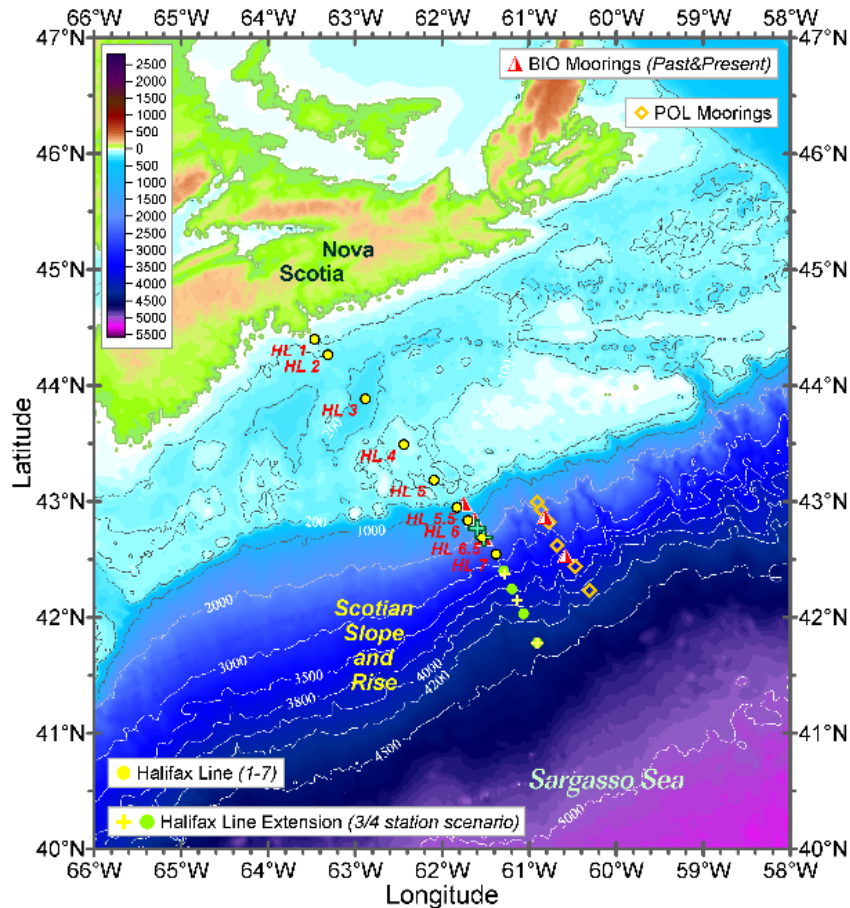 66°W 65°W 64°W 63°W 62°W 61°W 60°W 59°W 58°W
47°N 47°N
2500
2000
1500
1000
500
0
500
1000
1500
2000
2500
3000
3500
4000
4500
5000
5500
BIO Moorings (Past&Present)
POL Moorings
46°N 46°N
45°N 45°N
Nova
Scotia
44°N 44°N
HL 1
HL 2
HL 3
HL 4
HL 5
HL 5.5
HL 6
HL 6.5
HL 7
43°N 43°N
200
1000
2000
3000
3500
3800
4000
4200
4500
5000
42°N 42°N
Scotian
Slope
and
Rise
41°N 41°N
Sargasso Sea
Halifax Line (1-7)
Halifax Line Extension (3/4 station scenario)
40°N 40°N
66°W 65°W 64°W 63°W 62°W 61°W 60°W 59°W 58°W
Latitude
Longitude